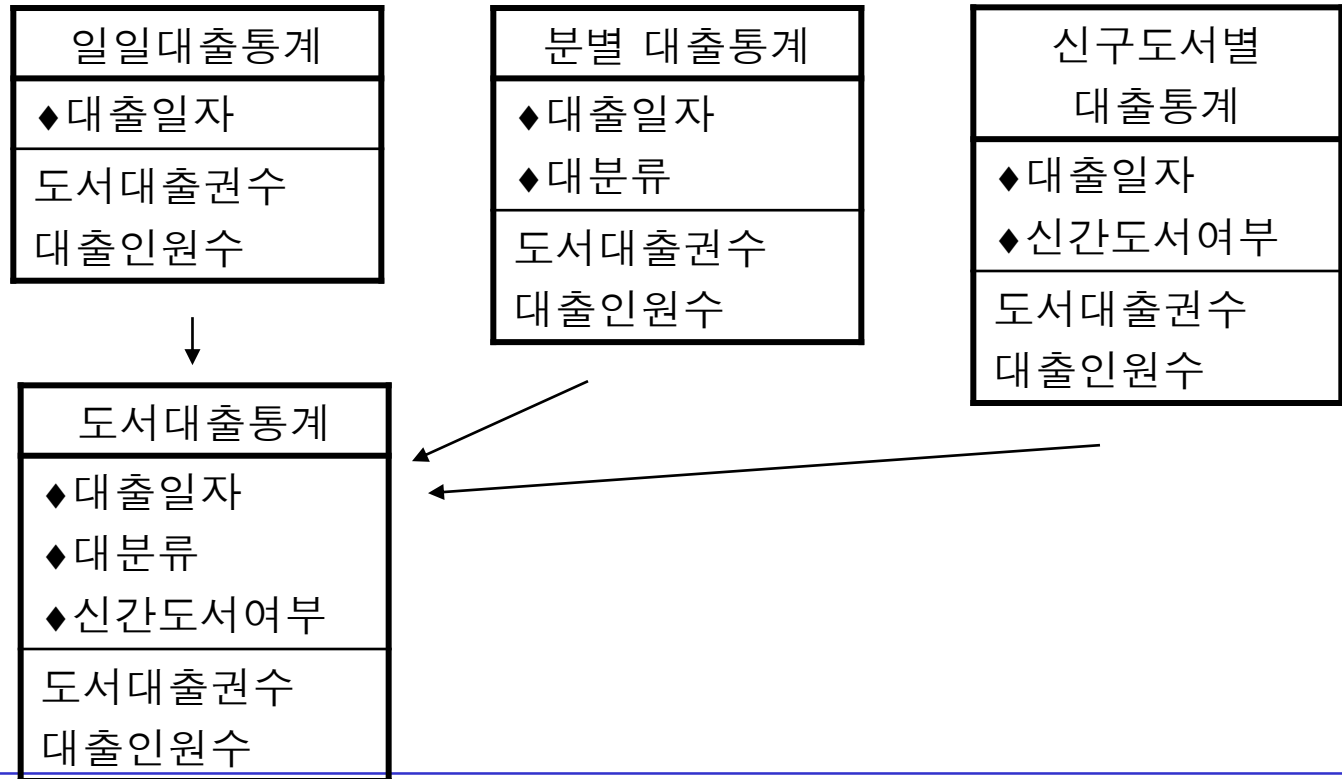 일일대출통계
♦대출일자
도서대출권수
대출인원수
분별 대출통계
♦대출일자
♦대분류
도서대출권수
대출인원수
신구도서별
대출통계
♦대출일자
♦신간도서여부
도서대출권수
대출인원수
도서대출통계
♦대출일자
♦대분류
♦신간도서여부
도서대출권수
대출인원수